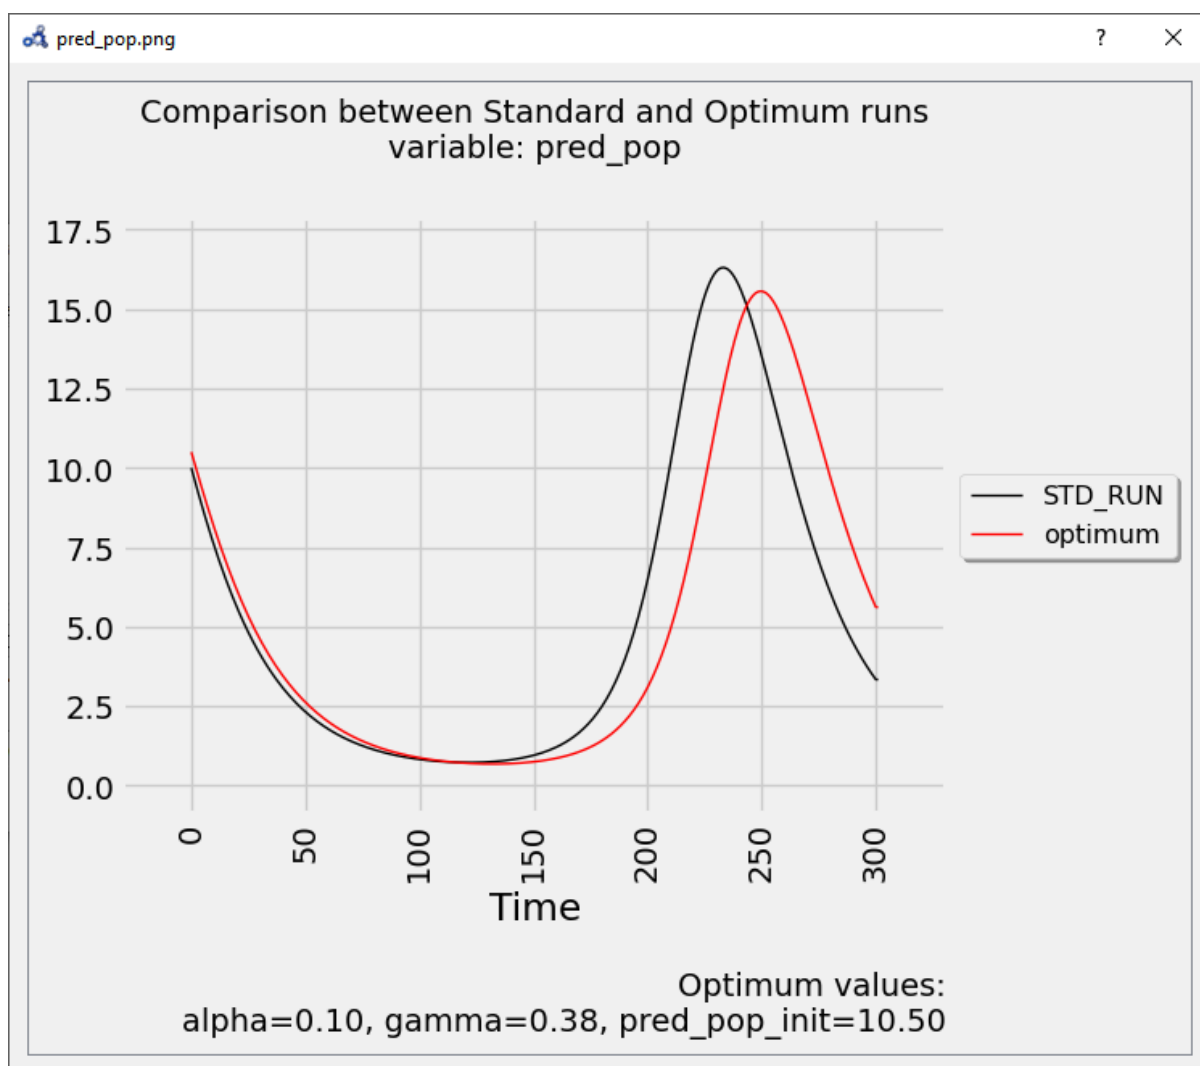 pred_pop.png
?
Comparison between Standard and Optimum runs
variable: pred_pop
17.5
15.0
12.5
10.0
7.5
5.0
2.5
0.0
0
50
100
150
200
250
300
Time
STD_RUN
optimum
Optimum values:
alpha=0.10, gamma=0.38, pred_pop_init=10.50